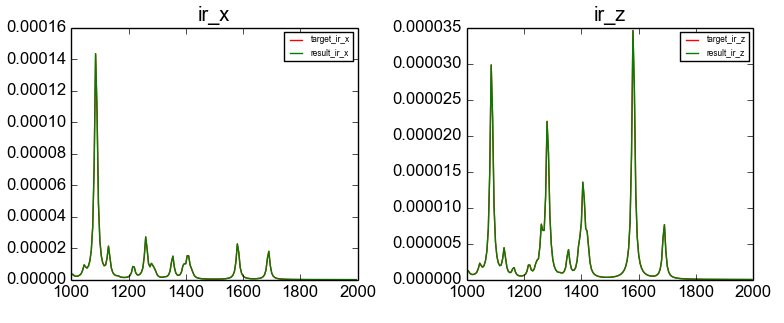 ir_x
0.00016
0.00014
0.00012
0.00010
0.00008
0.00006
0.00004
0.00002
0.00000
1000 1200 1400 1600 1800 2000
target_ir_x
result_ir_x
ir_z
0.000035
0.000030
0.000025
0.000020
0.000015
0.000010
0.000005
0.000000
1000 1200 1400 1600 1800 2000
target_ir_z
result_ir_z